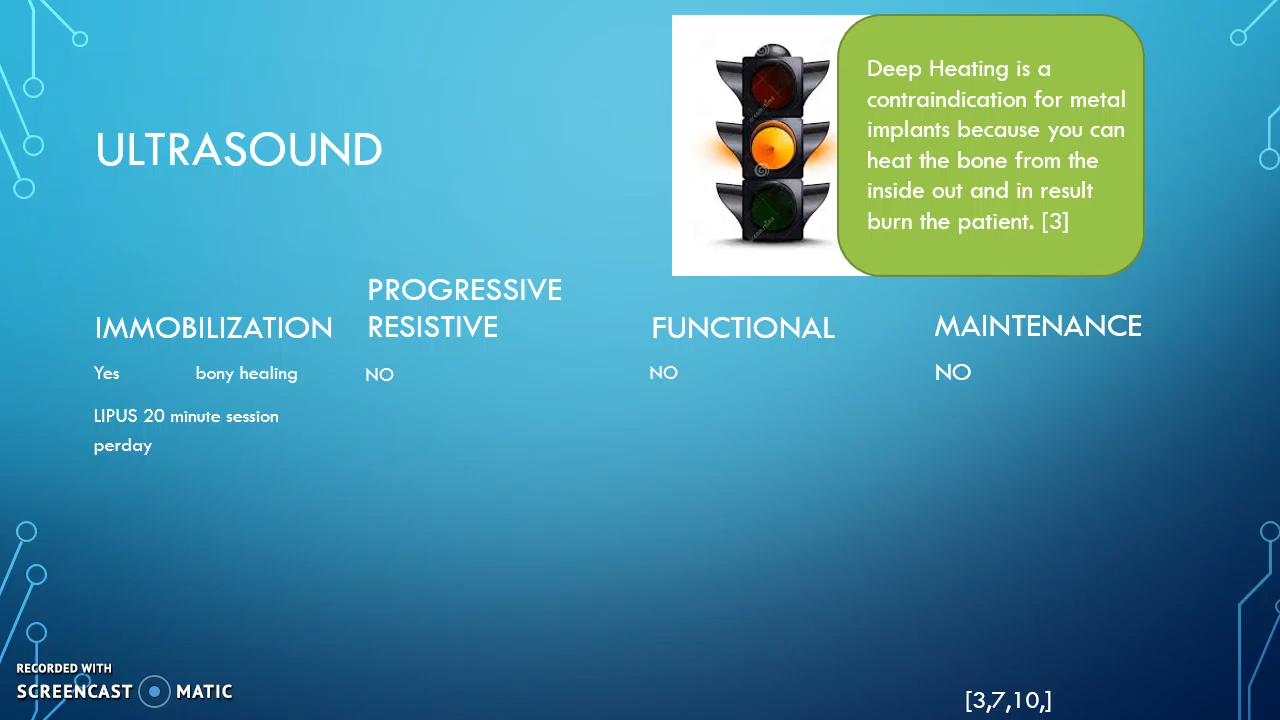 ULTRASOUND
Deep Heating is a
contraindication for metal
implants because you can
heat the bone from the
inside out and in result
burn the patient. [3]
IMMOBILIZATION
Yes bony healing
LIPUS 20 minute session
perday
PROGRESSIVE
RESISTIVE
NO
FUNCTIONAL
NO
MAINTENANCE
NO
[3,7,10,]
RECORDED WITH
SCREENCAST MATIC